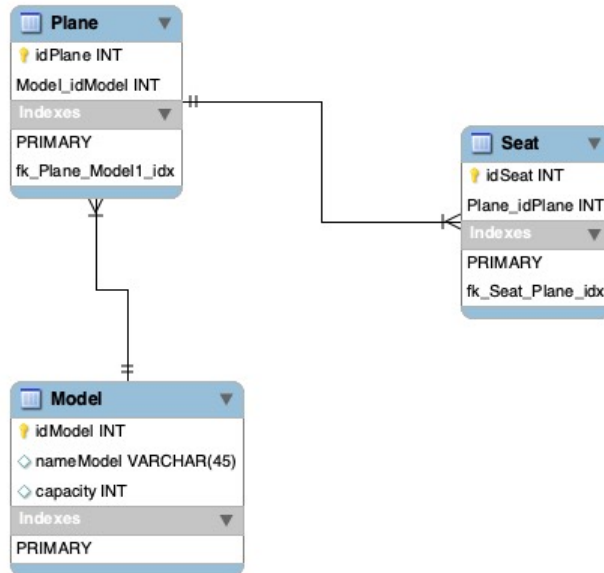 Plane
idPlane INT
Model_idModel INT
Indexes
PRIMARY
fk_Plane_Model1_idx
Seat
idSeat INT
Plane_idPlane INT
Indexes
PRIMARY
fk_Seat_Plane_idx
Model
idModel INT
nameModel VARCHAR(45)
capacity INT
Indexes
PRIMARY